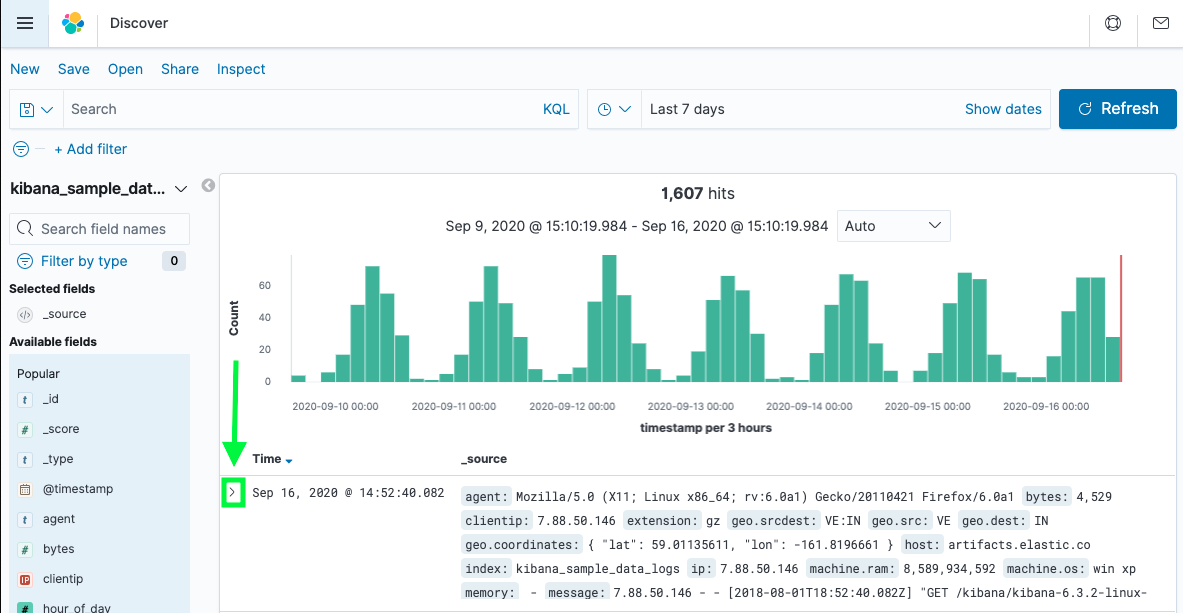 Discover
New Save Open Share Inspect
Search KQL Last 7 days Show dates Refresh
+ Add filter
kibana_sample_dat...
Search field names
Filter by type 0
Selected fields
_source
Available fields
Popular
t _id
# _score
t _type
@timestamp
t agent
# bytes
IP clientip
# hour_of_day
1,607 hits
Sep 9, 2020 @ 15:10:19.984 - Sep 16, 2020 @ 15:10:19.984 Auto
Count
60
40
20
0
2020-09-10 00:00 2020-09-11 00:00 2020-09-12 00:00 2020-09-13 00:00 2020-09-14 00:00 2020-09-15 00:00 2020-09-16 00:00
timestamp per 3 hours
Time _source
Sep 16, 2020 @ 14:52:40.082 agent: Mozilla/5.0 (X11; Linux x86_64; rv:6.0a1) Gecko/20110421 Firefox/6.0a1 bytes: 4,529
clientip: 7.88.50.146 extension: gz geo.srcdest: VE:IN geo.src: VE geo.dest: IN
geo.coordinates: { "lat": 59.01135611, "lon": -161.8196661 } host: artifacts.elastic.co
index: kibana_sample_data_logs ip: 7.88.50.146 machine.ram: 8,589,934,592 machine.os: win xp
memory: - message: 7.88.50.146 - - [2018-08-01T18:52:40.082Z] "GET /kibana/kibana-6.3.2-linux-